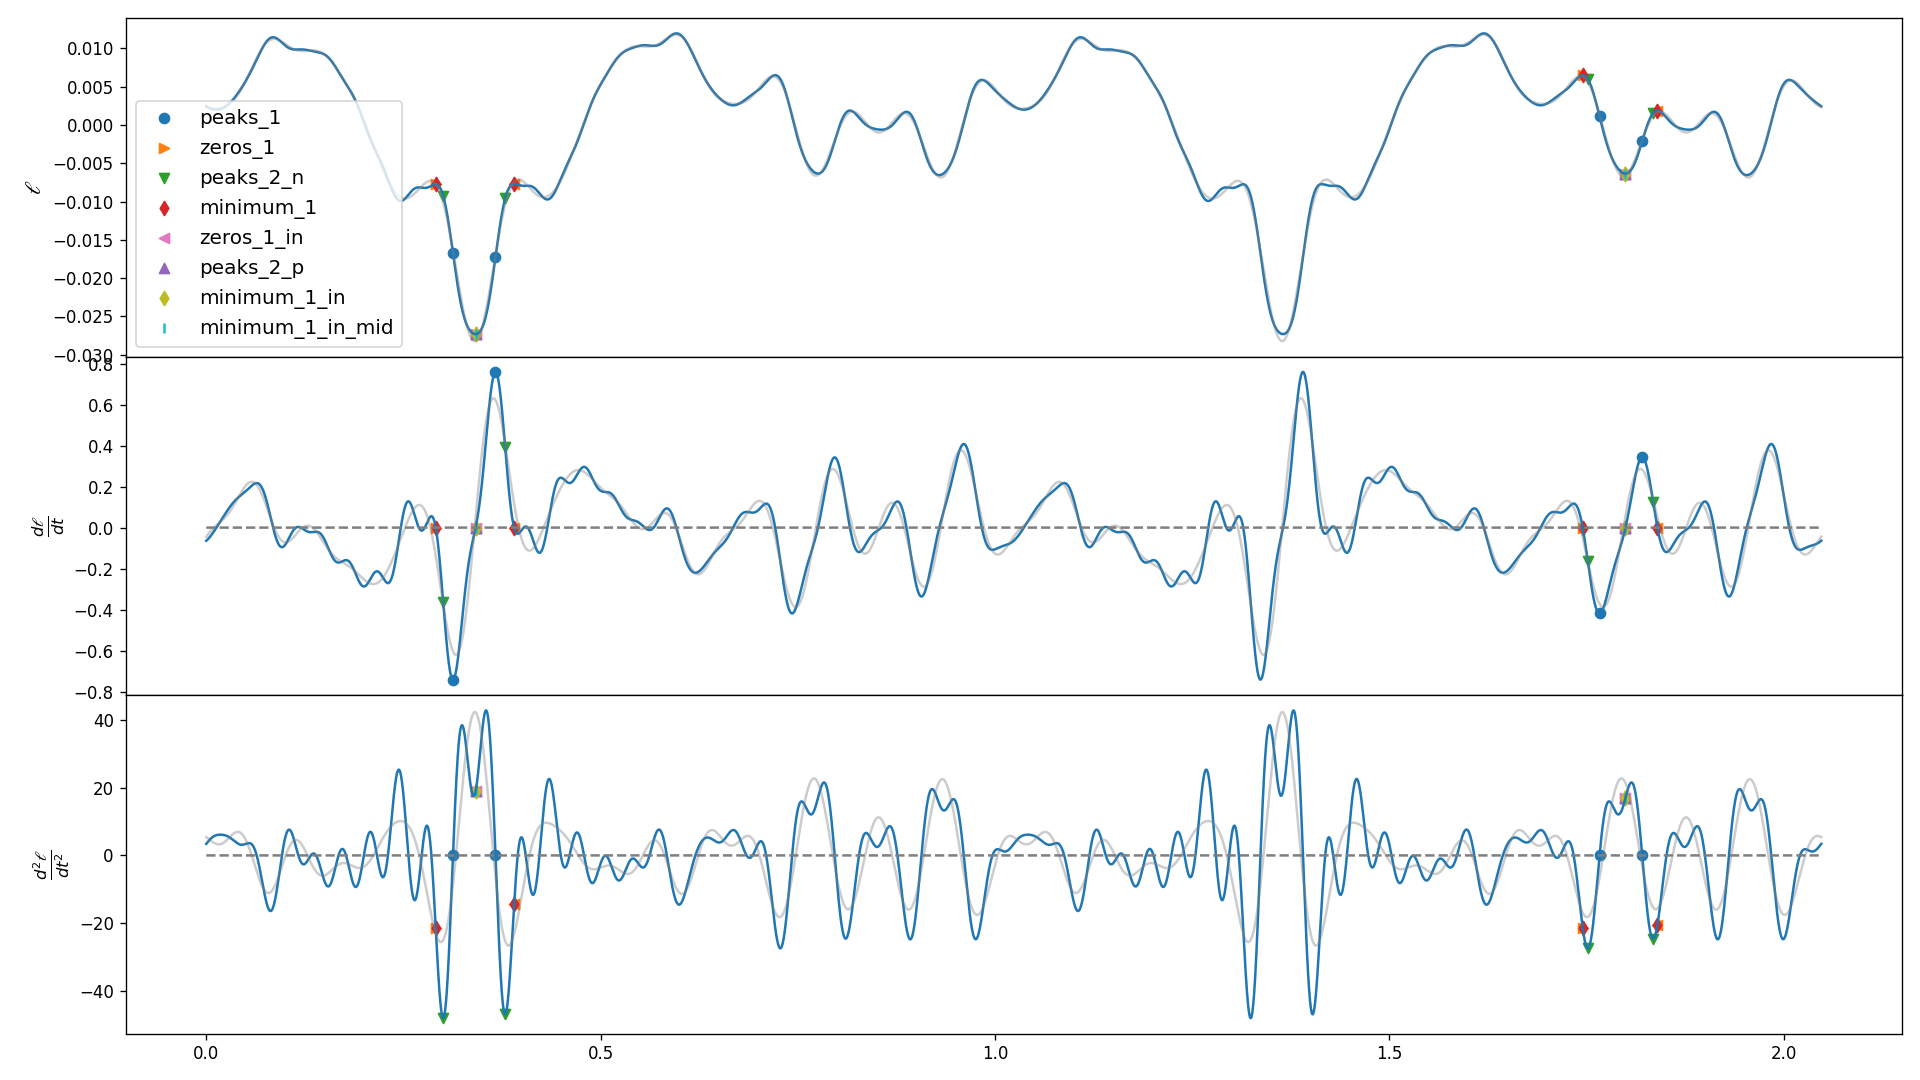 0.010
0.005
0.000
−0.005
−0.010
−0.015
−0.020
−0.025
−0.030
ℓ
peaks_1
zeros_1
peaks_2_n
minimum_1
zeros_1_in
peaks_2_p
minimum_1_in
minimum_1_in_mid
0.8
0.6
0.4
0.2
0.0
−0.2
−0.4
−0.6
−0.8
dℓ
dt
40
20
0
−20
−40
d²ℓ
dt²
0.0 0.5 1.0 1.5 2.0